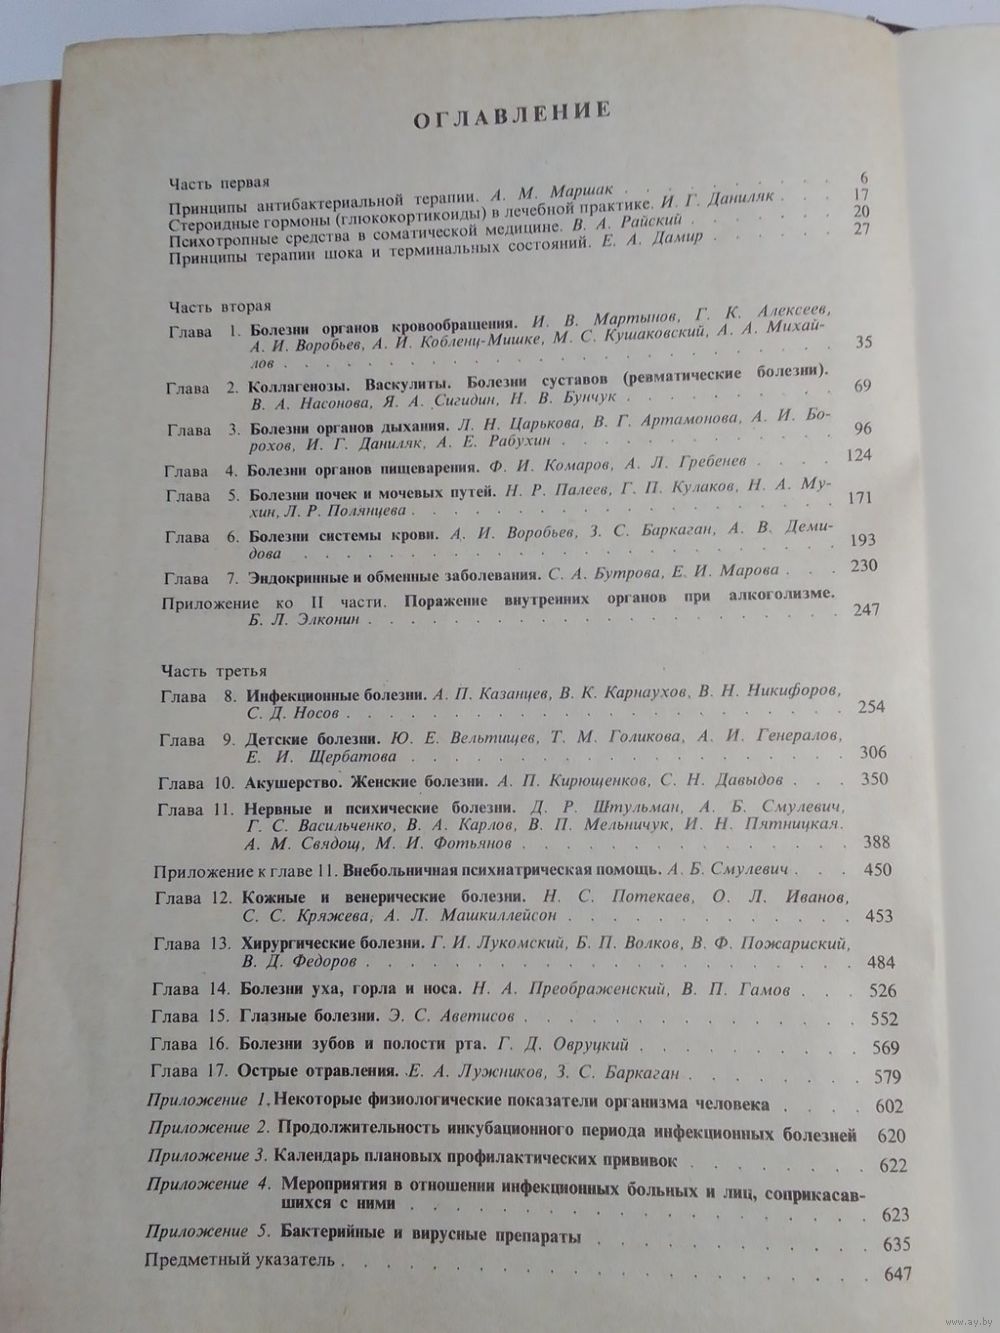 ОГЛАВЛЕНИЕ
Часть первая
Принципы антибактериальной терапии. А. М. Маршак . . . . . . . . 6
Стероидные гормоны (глюкокортикоиды) в лечебной практике. И. Г. Даниляк . . . 17
Психотропные средства в соматической медицине. В. А. Райский . . . . . . 20
Принципы терапии шока и терминальных состояний. Е. А. Дамир . . . . . . 27
Часть вторая
Глава 1. Болезни органов кровообращения. И. В. Мартынов, Г. К. Алексеев,
А. И. Воробьев, А. И. Кобленц-Мишке, М. С. Кушаковский, А. А. Михай-
лов . . . . . . . . . . . . . . . . . . . . 35
Глава 2. Коллагенозы. Васкулиты. Болезни суставов (ревматические болезни).
В. А. Насонова, Я. А. Сигидин, Н. В. Бунчук . . . . . . . . 69
Глава 3. Болезни органов дыхания. Л. Н. Царькова, В. Г. Артамонова, А. И. Бо-
рохов, И. Г. Даниляк, А. Е. Рабухин . . . . . . . . . . 96
Глава 4. Болезни органов пищеварения. Ф. И. Комаров, А. Л. Гребенев . . . . 124
Глава 5. Болезни почек и мочевых путей. Н. Р. Палеев, Г. П. Кулаков, Н. А. Му-
хин, Л. Р. Полянцева . . . . . . . . . . . . . . . 171
Глава 6. Болезни системы крови. А. И. Воробьев, З. С. Баркаган, А. В. Деми-
дова . . . . . . . . . . . . . . . . . . . . 193
Глава 7. Эндокринные и обменные заболевания. С. А. Бутрова, Е. И. Марова . . . 230
Приложение ко II части. Поражение внутренних органов при алкоголизме.
Б. Л. Элконин . . . . . . . . . . . . . . . . . 247
Часть третья
Глава 8. Инфекционные болезни. А. П. Казанцев, В. К. Карнаухов, В. Н. Никифоров,
С. Д. Носов . . . . . . . . . . . . . . . . . . 254
Глава 9. Детские болезни. Ю. Е. Вельтищев, Т. М. Голикова, А. И. Генералов,
Е. И. Щербатова . . . . . . . . . . . . . . . . 306
Глава 10. Акушерство. Женские болезни. А. П. Кирющенков, С. Н. Давыдов . . . 350
Глава 11. Нервные и психические болезни. Д. Р. Штульман, А. Б. Смулевич,
Г. С. Васильченко, В. А. Карлов, В. П. Мельничук, И. Н. Пятницкая.
А. М. Свядощ, М. И. Фотьянов . . . . . . . . . . . . 388
Приложение к главе 11. Внебольничная психиатрическая помощь. А. Б. Смулевич . . . 450
Глава 12. Кожные и венерические болезни. Н. С. Потекаев, О. Л. Иванов,
С. С. Кряжева, А. Л. Машкиллейсон . . . . . . . . . . 453
Глава 13. Хирургические болезни. Г. И. Лукомский, Б. П. Волков, В. Ф. Пожариский,
В. Д. Федоров . . . . . . . . . . . . . . . . . 484
Глава 14. Болезни уха, горла и носа. Н. А. Преображенский, В. П. Гамов . . . 526
Глава 15. Глазные болезни. Э. С. Аветисов . . . . . . . . . . . . 552
Глава 16. Болезни зубов и полости рта. Г. Д. Овруцкий . . . . . . . . 569
Глава 17. Острые отравления. Е. А. Лужников, З. С. Баркаган . . . . . . 579
Приложение 1. Некоторые физиологические показатели организма человека . . . . 602
Приложение 2. Продолжительность инкубационного периода инфекционных болезней 620
Приложение 3. Календарь плановых профилактических прививок . . . . . . 622
Приложение 4. Мероприятия в отношении инфекционных больных и лиц, соприкасав-
шихся с ними . . . . . . . . . . . . . . . . 623
Приложение 5. Бактерийные и вирусные препараты . . . . . . . . . 635
Предметный указатель . . . . . . . . . . . . . . . . . . 647
www.ay.by